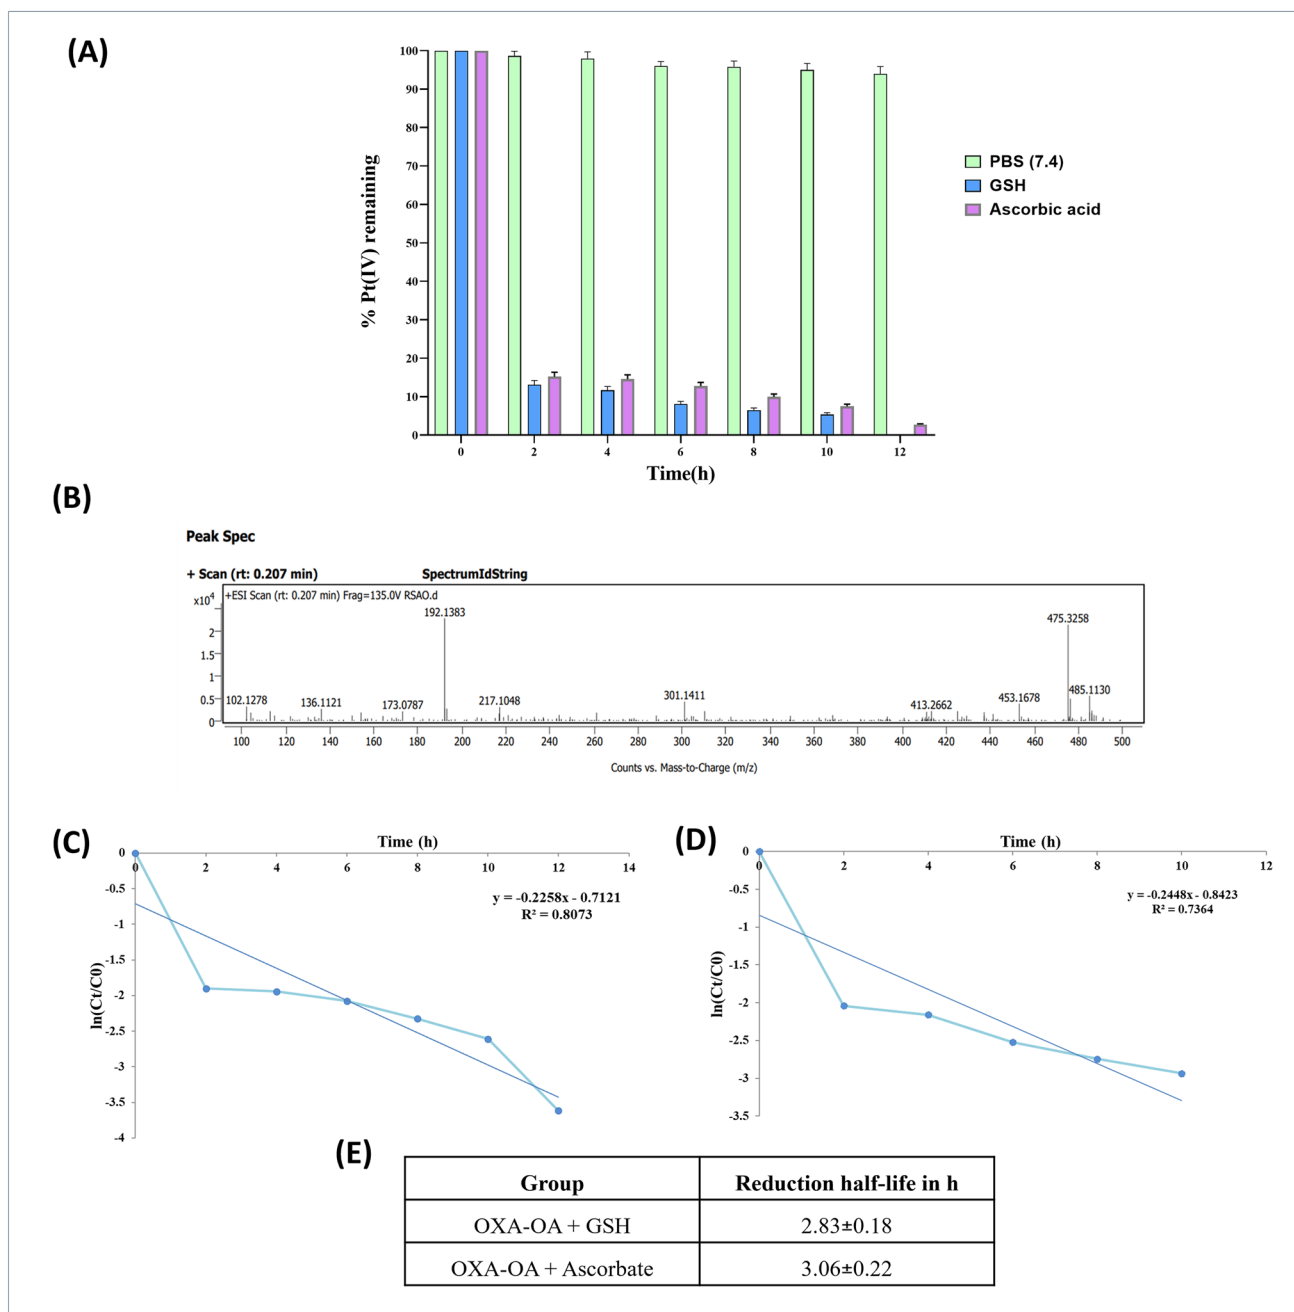 (A)
100
90
80
70
60
50
40
30
20
10
0
% Pt(IV) remaining
0 2 4 6 8 10 12
Time(h)
PBS (7.4)
GSH
Ascorbic acid
(B)
Peak Spec
+ Scan (rt: 0.207 min) SpectrumIdString
x10⁴ +ESI Scan (rt: 0.207 min) Frag=135.0V RSAO.d
2
1.5
1
0.5
0
192.1383
475.3258
102.1278
136.1121
173.0787
217.1048
301.1411
413.2662
453.1678
485.1130
100 120 140 160 180 200 220 240 260 280 300 320 340 360 380 400 420 440 460 480 500
Counts vs. Mass-to-Charge (m/z)
(C)
Time (h)
0 2 4 6 8 10 12 14
0
-0.5
-1
-1.5
-2
-2.5
-3
-3.5
-4
ln(Ct/C0)
y = -0.2258x - 0.7121
R² = 0.8073
(D)
Time (h)
0 2 4 6 8 10 12
0
-0.5
-1
-1.5
-2
-2.5
-3
-3.5
ln(Ct/C0)
y = -0.2448x - 0.8423
R² = 0.7364
(E)
Group Reduction half-life in h
OXA-OA + GSH 2.83±0.18
OXA-OA + Ascorbate 3.06±0.22